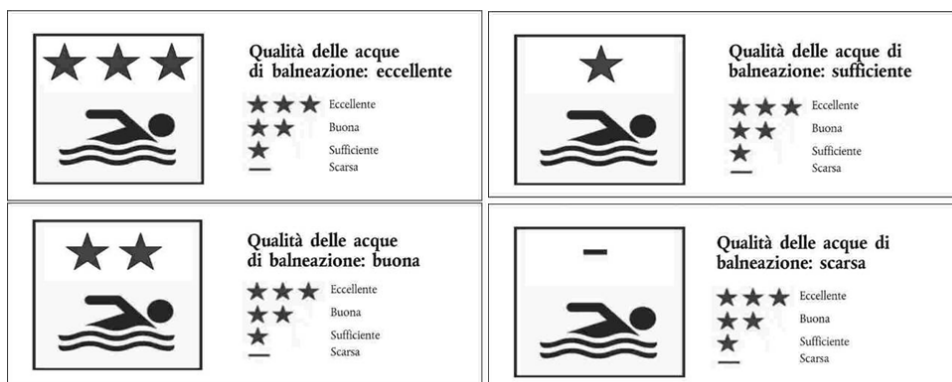 Qualità delle acque
di balneazione: eccellente
Eccellente
Buona
Sufficiente
Scarsa
Qualità delle acque di
balneazione: sufficiente
Eccellente
Buona
Sufficiente
Scarsa
Qualità delle acque
di balneazione: buona
Eccellente
Buona
Sufficiente
Scarsa
Qualità delle acque di
balneazione: scarsa
Eccellente
Buona
Sufficiente
Scarsa